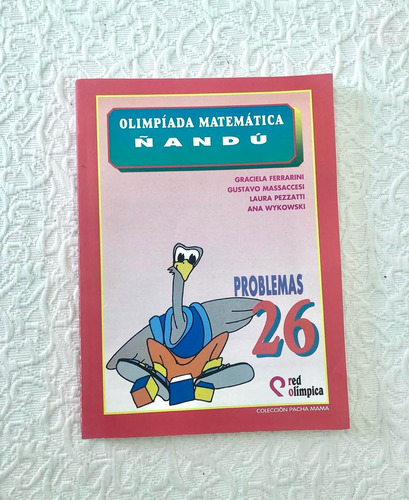 OLIMPÍADA MATEMÁTICA
ÑANDÚ
GRACIELA FERRARINI
GUSTAVO MASSACCESI
LAURA PEZZATTI
ANA WYKOWSKI
PROBLEMAS
26
red
olímpica
COLECCIÓN PACHA MAMA